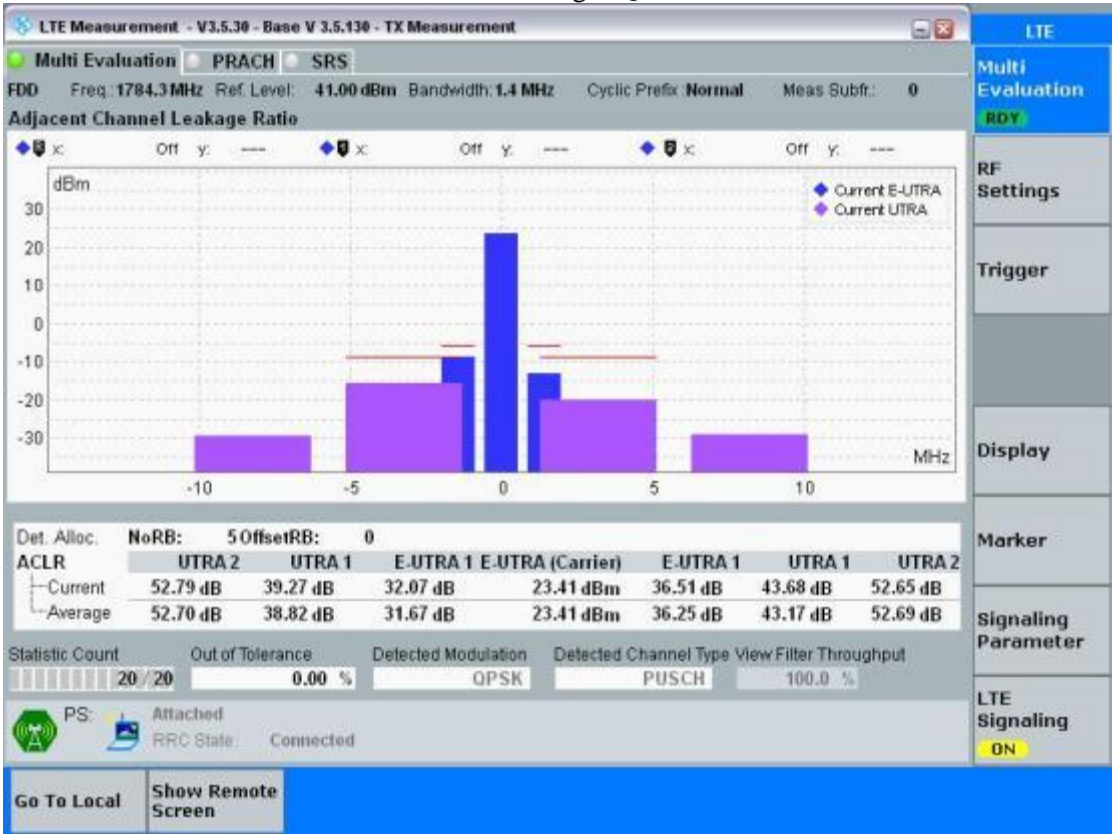 LTE Measurement - V3.5.30 - Base V 3.5.130 - TX Measurement
LTE
Multi Evaluation PRACH SRS
Multi
Evaluation
RDY
FDD Freq.: 1784.3 MHz Ref. Level: 41.00 dBm Bandwidth: 1.4 MHz Cyclic Prefix: Normal Meas Subfr.: 0
Adjacent Channel Leakage Ratio
x: Off y: --- x: Off y: --- x: Off y: ---
dBm
Current E-UTRA
Current UTRA
30
20
10
0
-10
-20
-30
MHz
-10 -5 0 5 10
RF
Settings
Trigger
Display
Marker
Signaling
Parameter
LTE
Signaling
ON
Det. Alloc. NoRB: 5 OffsetRB: 0
ACLR UTRA 2 UTRA 1 E-UTRA 1 E-UTRA (Carrier) E-UTRA 1 UTRA 1 UTRA 2
Current 52.79 dB 39.27 dB 32.07 dB 23.41 dBm 36.51 dB 43.68 dB 52.65 dB
Average 52.70 dB 38.82 dB 31.67 dB 23.41 dBm 36.25 dB 43.17 dB 52.69 dB
Statistic Count Out of Tolerance Detected Modulation Detected Channel Type View Filter Throughput
20 / 20 0.00 % QPSK PUSCH 100.0 %
PS: Attached
RRC State: Connected
Go To Local
Show Remote
Screen